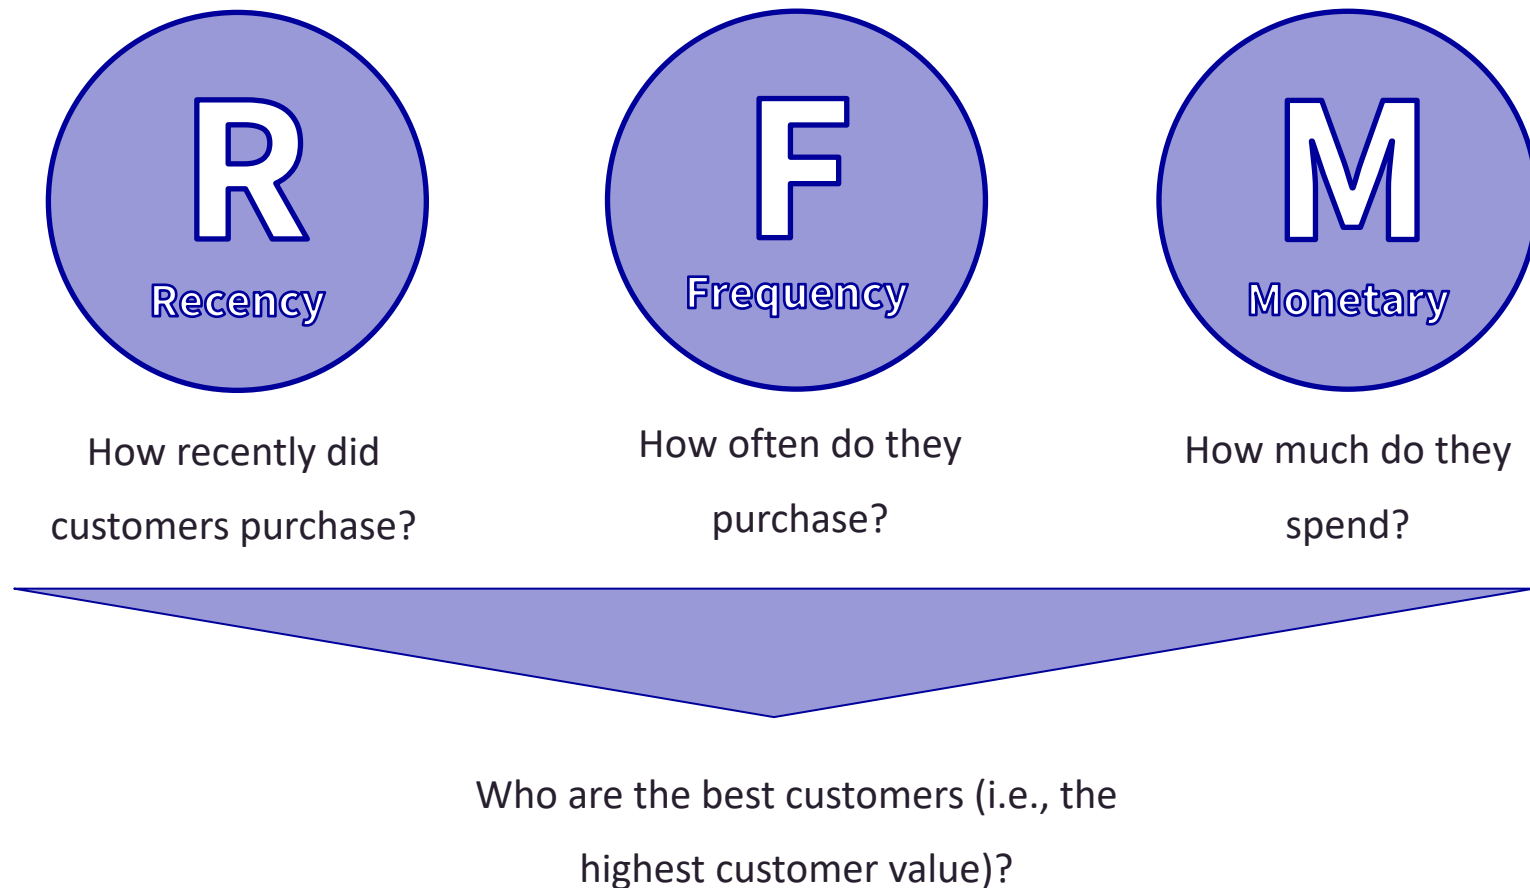 R
Recency
How recently did
customers purchase?
F
Frequency
How often do they
purchase?
M
Monetary
How much do they
spend?
Who are the best customers (i.e., the
highest customer value)?